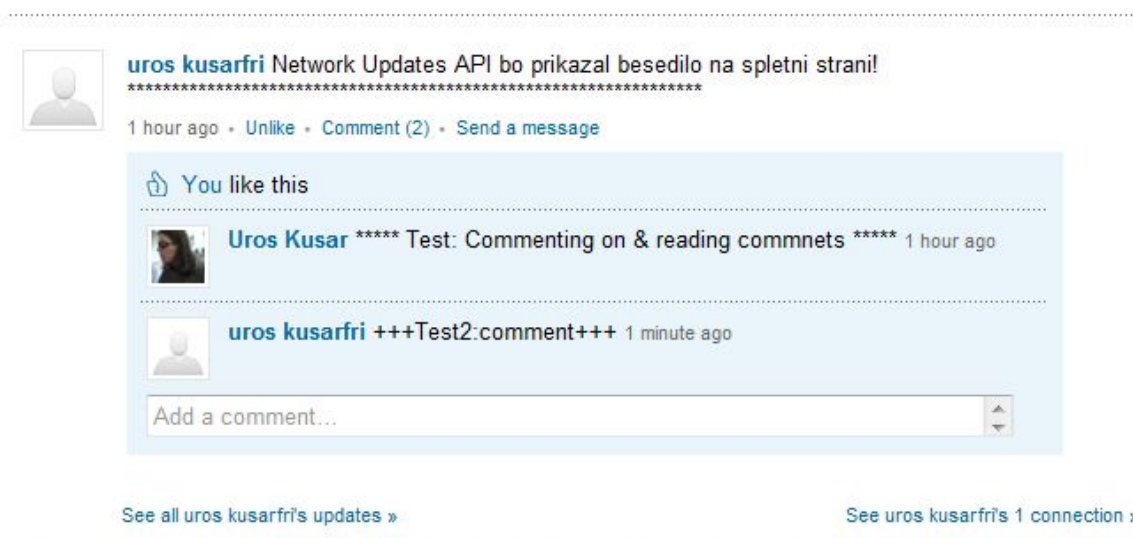 uros kusarfri Network Updates API bo prikazal besedilo na spletni strani!
*****************************************************************
1 hour ago • Unlike • Comment (2) • Send a message
You like this
Uros Kusar ***** Test: Commenting on & reading commnets ***** 1 hour ago
uros kusarfri +++Test2:comment+++ 1 minute ago
Add a comment...
See all uros kusarfri's updates »
See uros kusarfri's 1 connection »